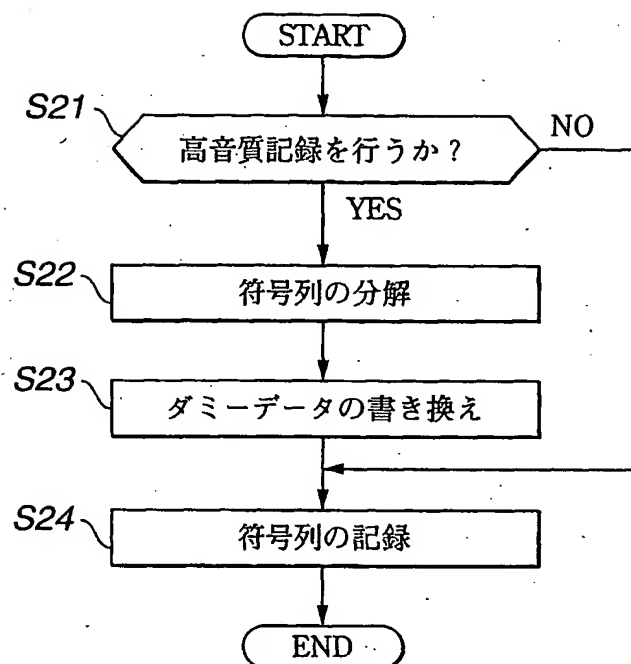 START
S21
高音質記録を行うか?
NO
YES
S22
符号列の分解
S23
ダミーデータの書き換え
S24
符号列の記録
END